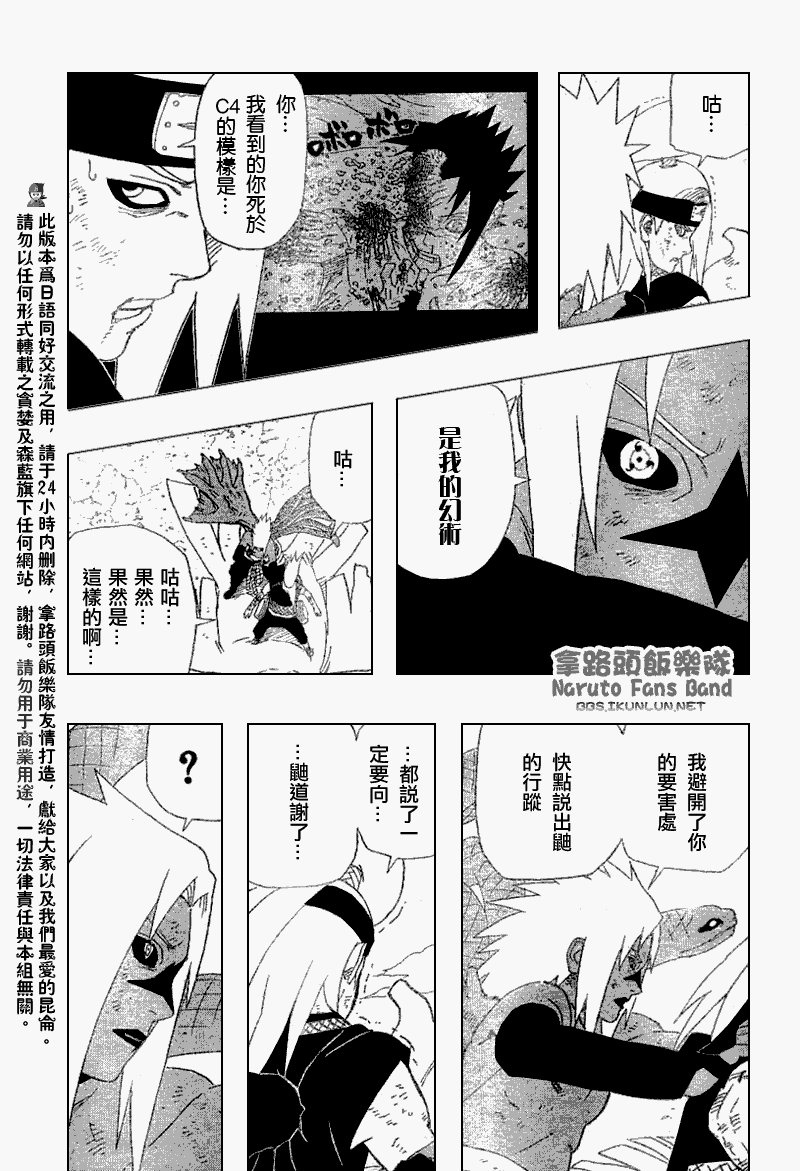 咕…
你…
我看到的你死於
C4的模樣是…
ボロボロ
是我的幻術
咕…
咕咕…
果然…
果然是…
這樣的啊…
拿路頭飯樂隊
Naruto Fans Band
BBS.IKUNLUN.NET
我避開了你
的要害處
快點說出鼬
的行蹤
…都說了一
定要向…
…鼬道謝了…
？
此版本爲日語同好交流之用，請于24小時内删除，拿路頭飯樂隊友情打造，獻給大家以及我們最愛的昆侖。
請勿以任何形式轉載之貪婪及森藍旗下任何網站，謝謝。請勿用于商業用途，一切法律責任與本組無關。